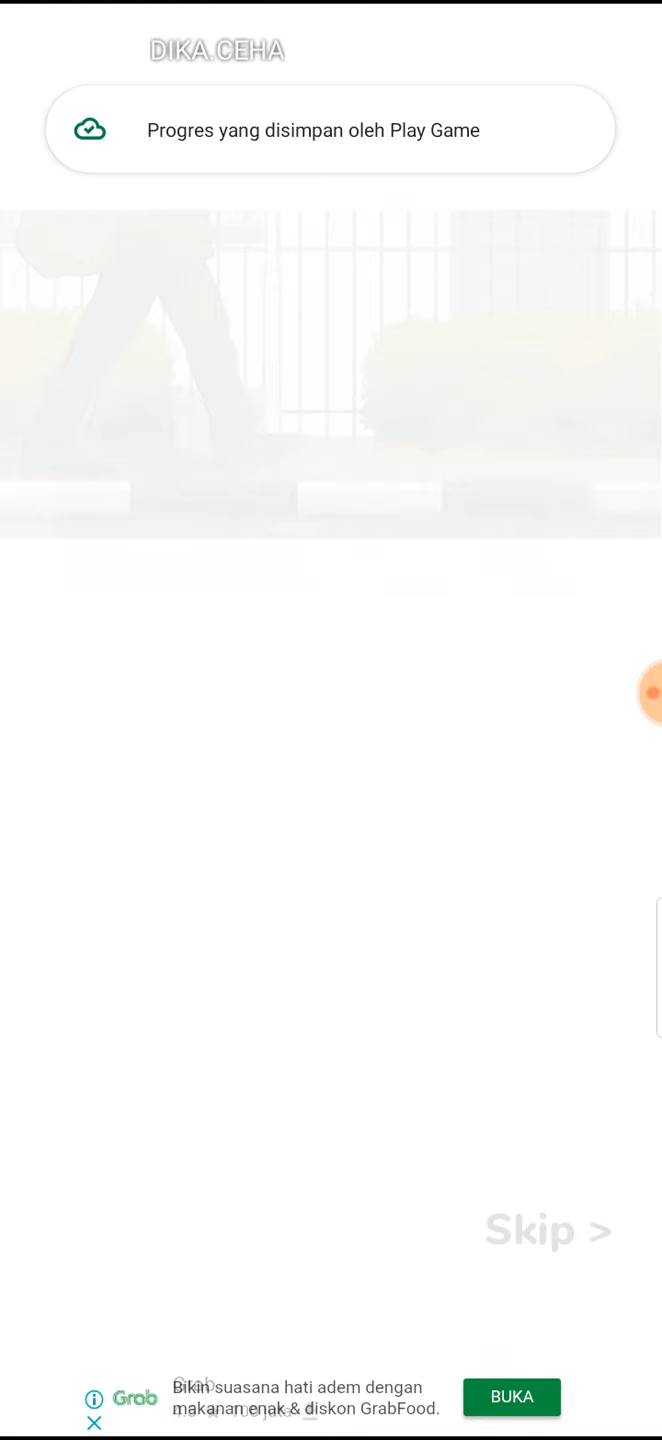 DIKA.CEHA
Progres yang disimpan oleh Play Game
Skip >
Grab
Grab
Bikin suasana hati adem dengan
makanan enak & diskon GrabFood.
BUKA